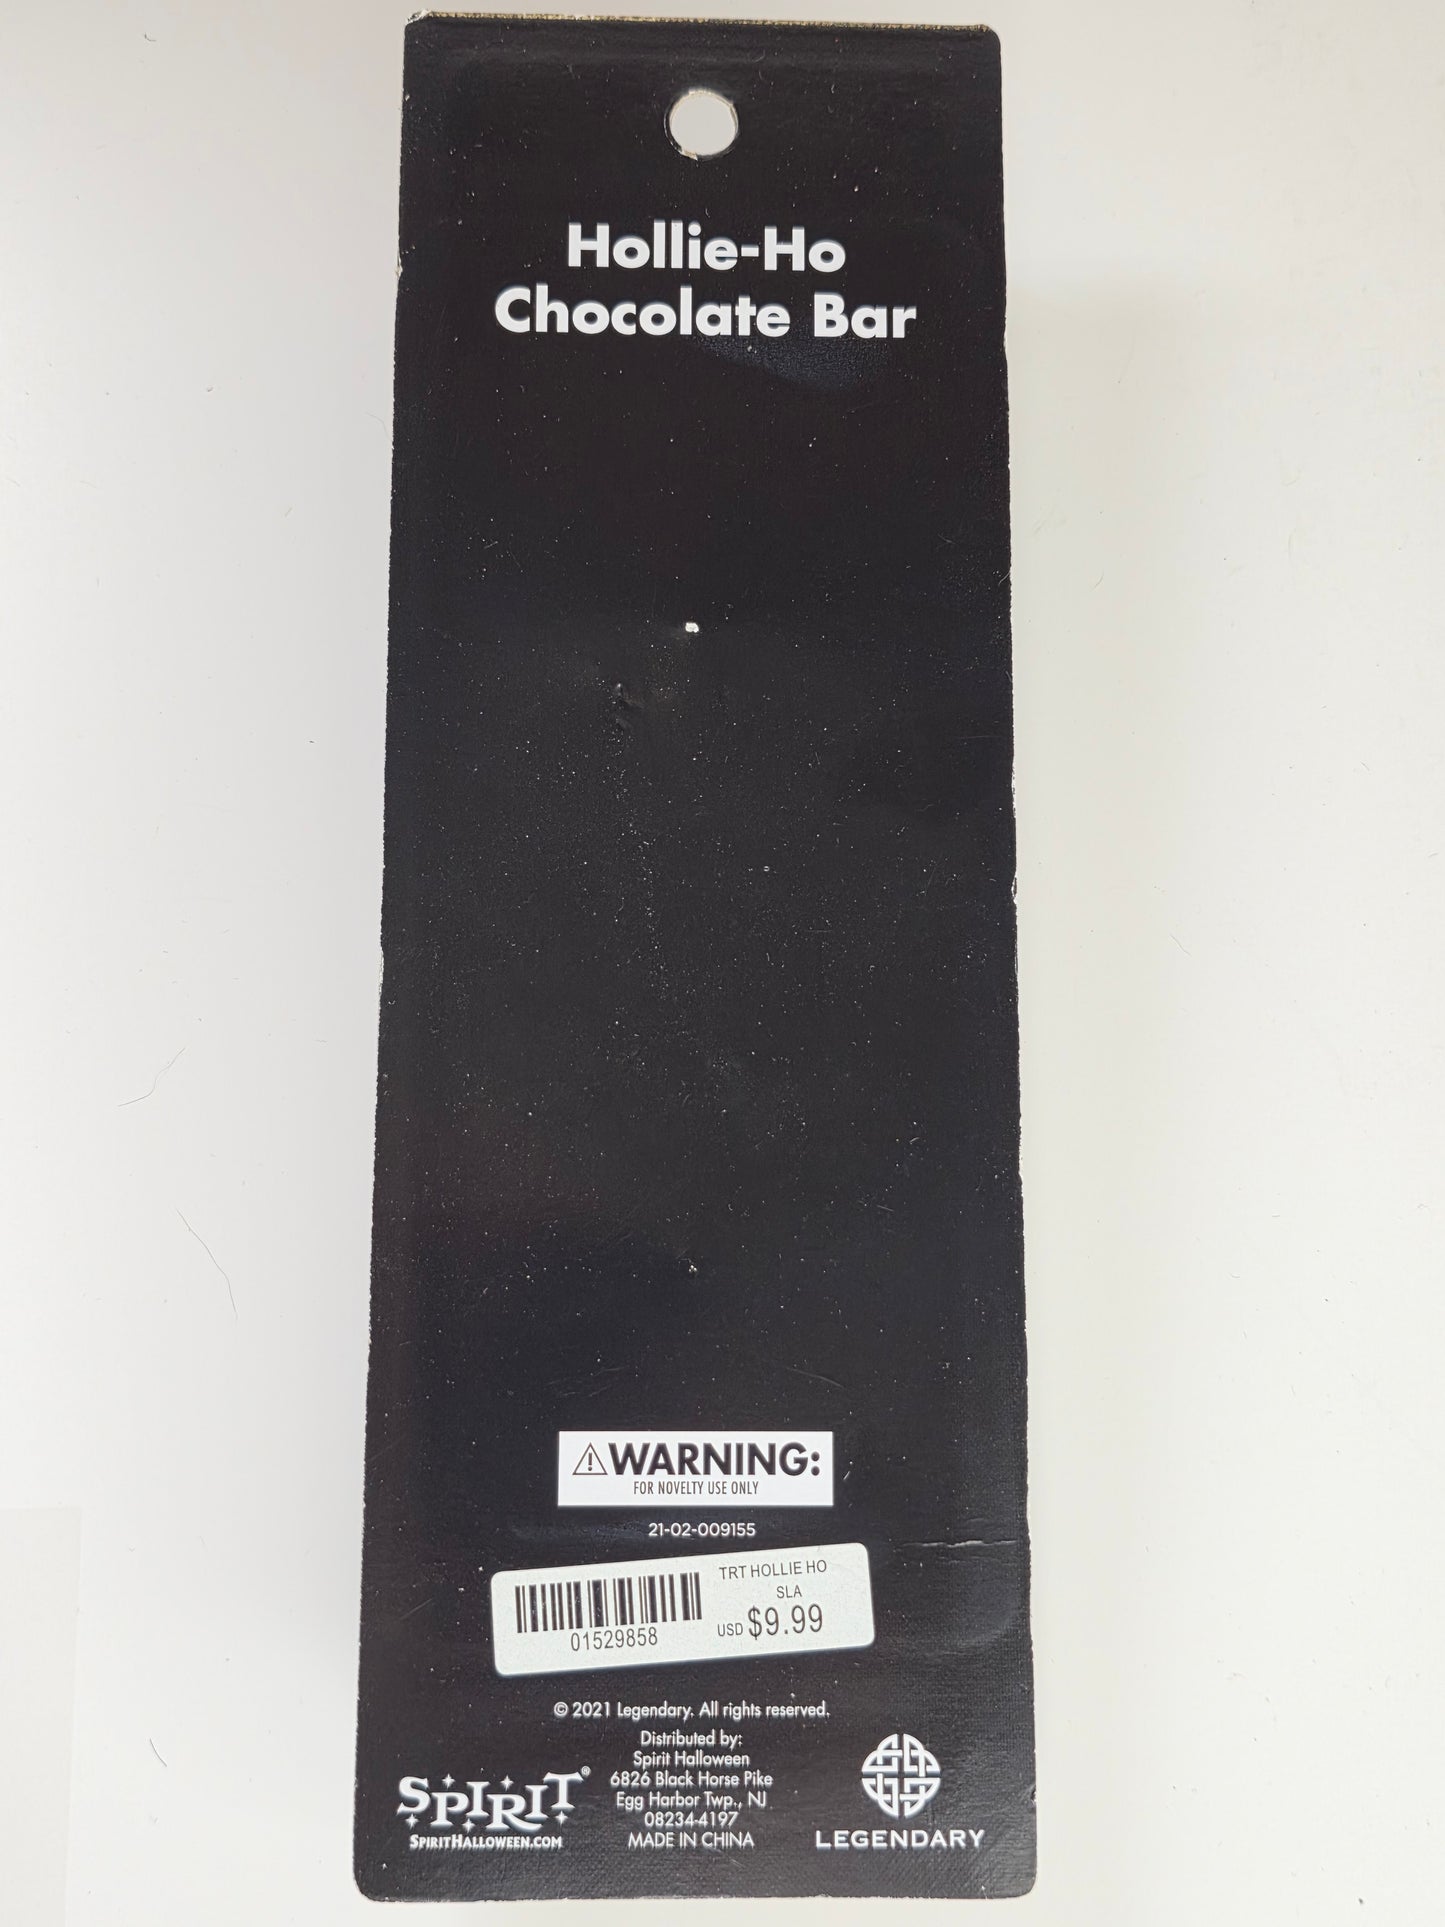 Hollie-Ho
Chocolate Bar
WARNING:
FOR NOVELTY USE ONLY
21-02-009155
TRT HOLLIE HO
SLA
USD $9.99
01529858
© 2021 Legendary. All rights reserved.
Distributed by:
Spirit Halloween
6826 Black Horse Pike
Egg Harbor Twp., NJ
08234-4197
MADE IN CHINA
SPIRIT®
SPIRITHALLOWEEN.COM
LEGENDARY